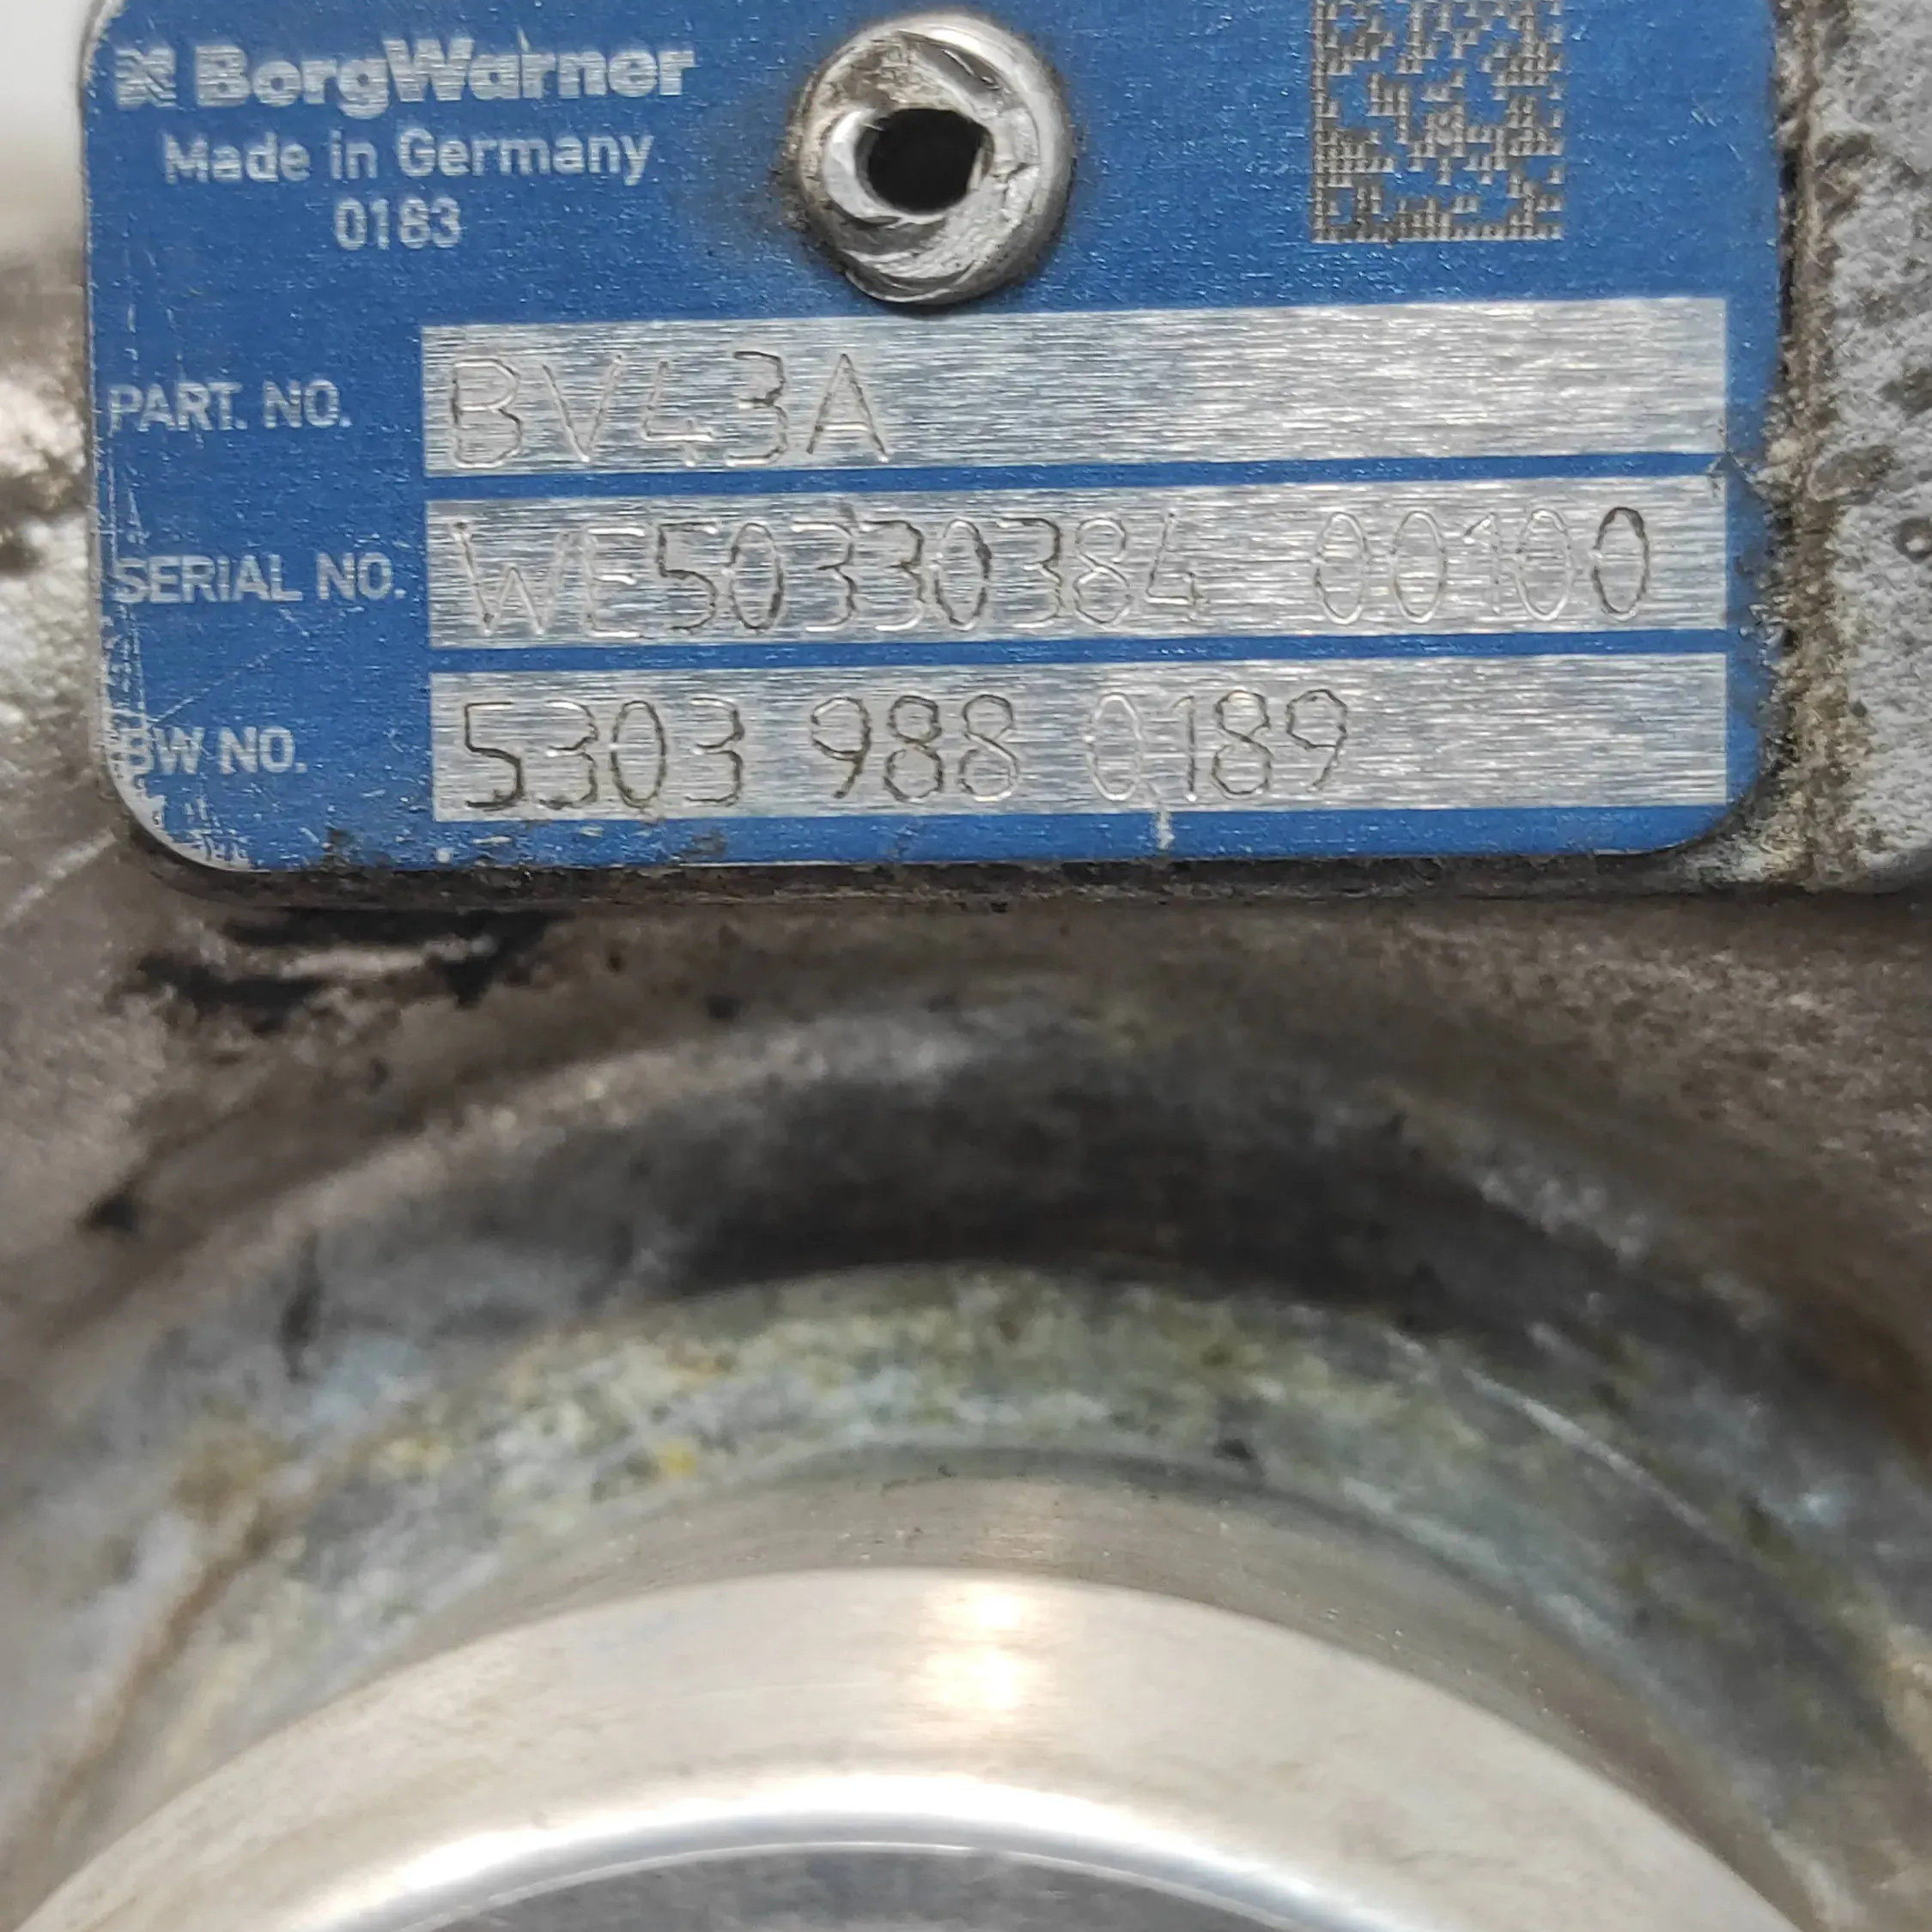 BorgWarner
Made in Germany
0183
PART. NO. BV43A
SERIAL NO. WE50330384 00100
BW NO. 5303 988 0189